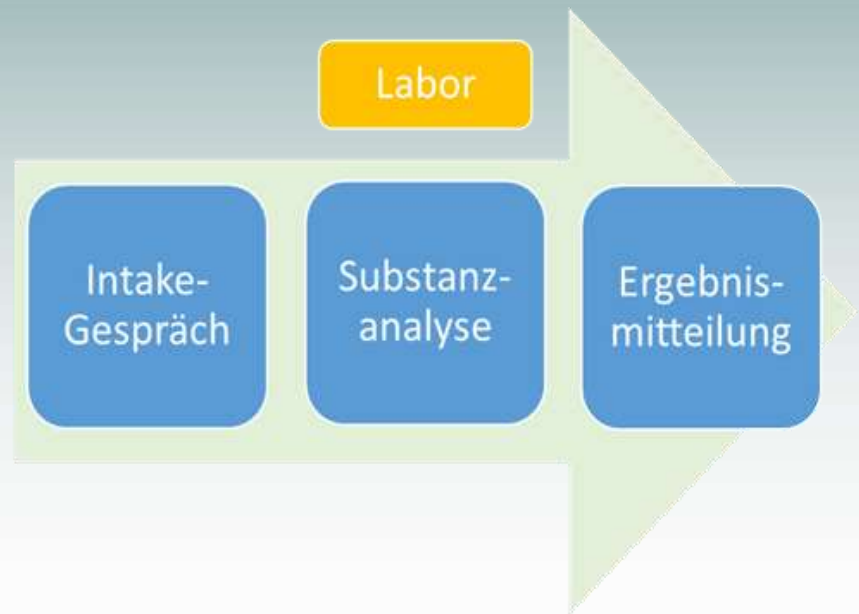 Labor
Intake-
Gespräch
Substanz-
analyse
Ergebnis-
mitteilung